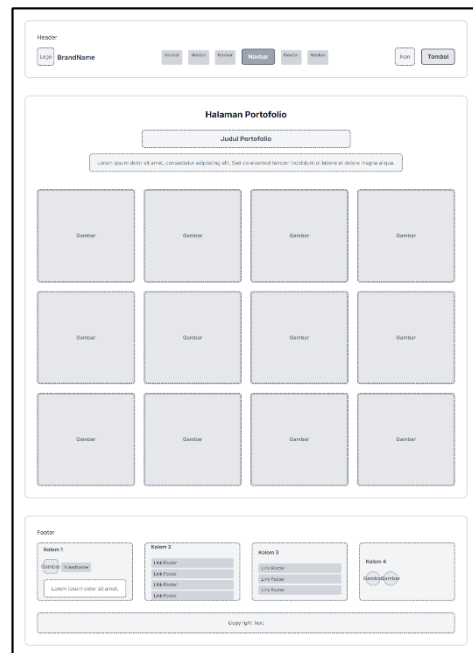 Header
Logo BrandName Navbar Navbar Navbar Navbar Navbar Navbar Ikon Tombol
Halaman Portofolio
Judul Portofolio
Lorem ipsum dolor sit amet, consectetur adipiscing elit. Sed do eiusmod tempor incididunt ut labore et dolore magna aliqua.
Gambar Gambar Gambar Gambar
Gambar Gambar Gambar Gambar
Gambar Gambar Gambar Gambar
Footer
Kolom 1
Gambar BrandName
Lorem ipsum dolor sit amet.
Kolom 2
Link Footer
Link Footer
Link Footer
Link Footer
Kolom 3
Link Footer
Link Footer
Link Footer
Kolom 4
Gambar Gambar
Copyright Text